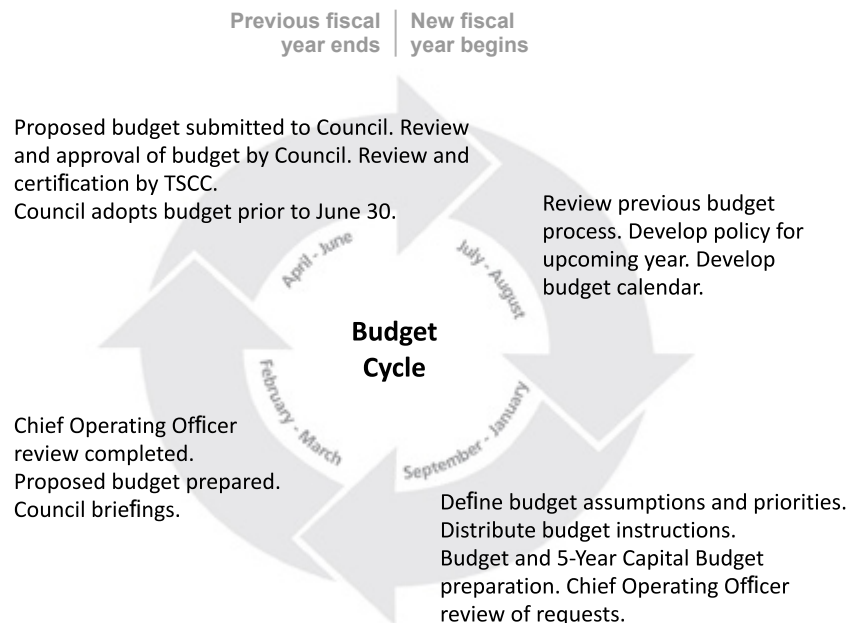 Previous fiscal
year ends
New fiscal
year begins
Proposed budget submitted to Council. Review
and approval of budget by Council. Review and
certification by TSCC.
Council adopts budget prior to June 30.
Review previous budget
process. Develop policy for
upcoming year. Develop
budget calendar.
April - June
July - August
Budget
Cycle
February - March
September - January
Chief Operating Officer
review completed.
Proposed budget prepared.
Council briefings.
Define budget assumptions and priorities.
Distribute budget instructions.
Budget and 5-Year Capital Budget
preparation. Chief Operating Officer
review of requests.